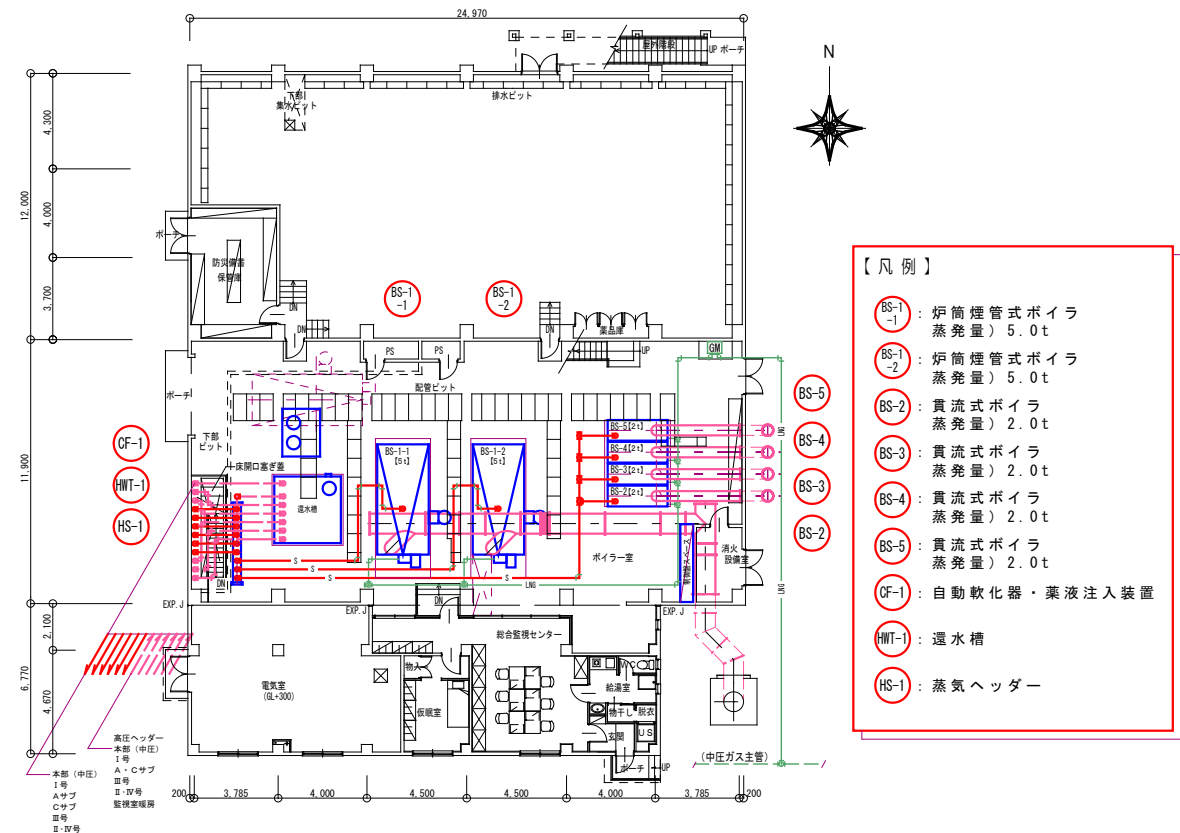 24,970
屋外階段
UP ポーチ
N
下部
集水ピット
排水ピット
4,300
12,000
4,000
3,700
ポーチ
防災備蓄
保管庫
DN
DN
BS-1
-1
BS-1
-2
DN
薬品庫
UP
PS
PS
GM
配管ピット
ポーチ
下部
ピット
床開口塞ぎ蓋
CF-1
HWT-1
HS-1
11,900
還水槽
BS-1-1
[5t]
BS-1-2
[5t]
BS-5[2t]
BS-4[2t]
BS-3[2t]
BS-2[2t]
BS-5
BS-4
BS-3
BS-2
LNG
LNG
S
S
S
LNG
ボイラー室
消火
設備室
DN
EXP.J
EXP.J
DN
EXP.J
2,100
6,770
4,670
総合監視センター
電気室
(GL+300)
物入
仮眠室
WC
給湯室
物干し
脱衣
US
玄関
ポーチ
UP
(中圧ガス主管)
高圧ヘッダー
本部 (中圧)
Ⅰ号
A・Cサブ
Ⅲ号
Ⅱ・Ⅳ号
監視室暖房
本部 (中圧)
Ⅰ号
Aサブ
Cサブ
Ⅲ号
Ⅱ・Ⅳ号
200
3,785
4,000
4,500
4,500
4,000
3,785
200
【凡例】
BS-1
-1
: 炉筒煙管式ボイラ
蒸発量) 5.0t
BS-1
-2
: 炉筒煙管式ボイラ
蒸発量) 5.0t
BS-2 : 貫流式ボイラ
蒸発量) 2.0t
BS-3 : 貫流式ボイラ
蒸発量) 2.0t
BS-4 : 貫流式ボイラ
蒸発量) 2.0t
BS-5 : 貫流式ボイラ
蒸発量) 2.0t
CF-1 : 自動軟化器・薬液注入装置
HWT-1 : 還水槽
HS-1 : 蒸気ヘッダー